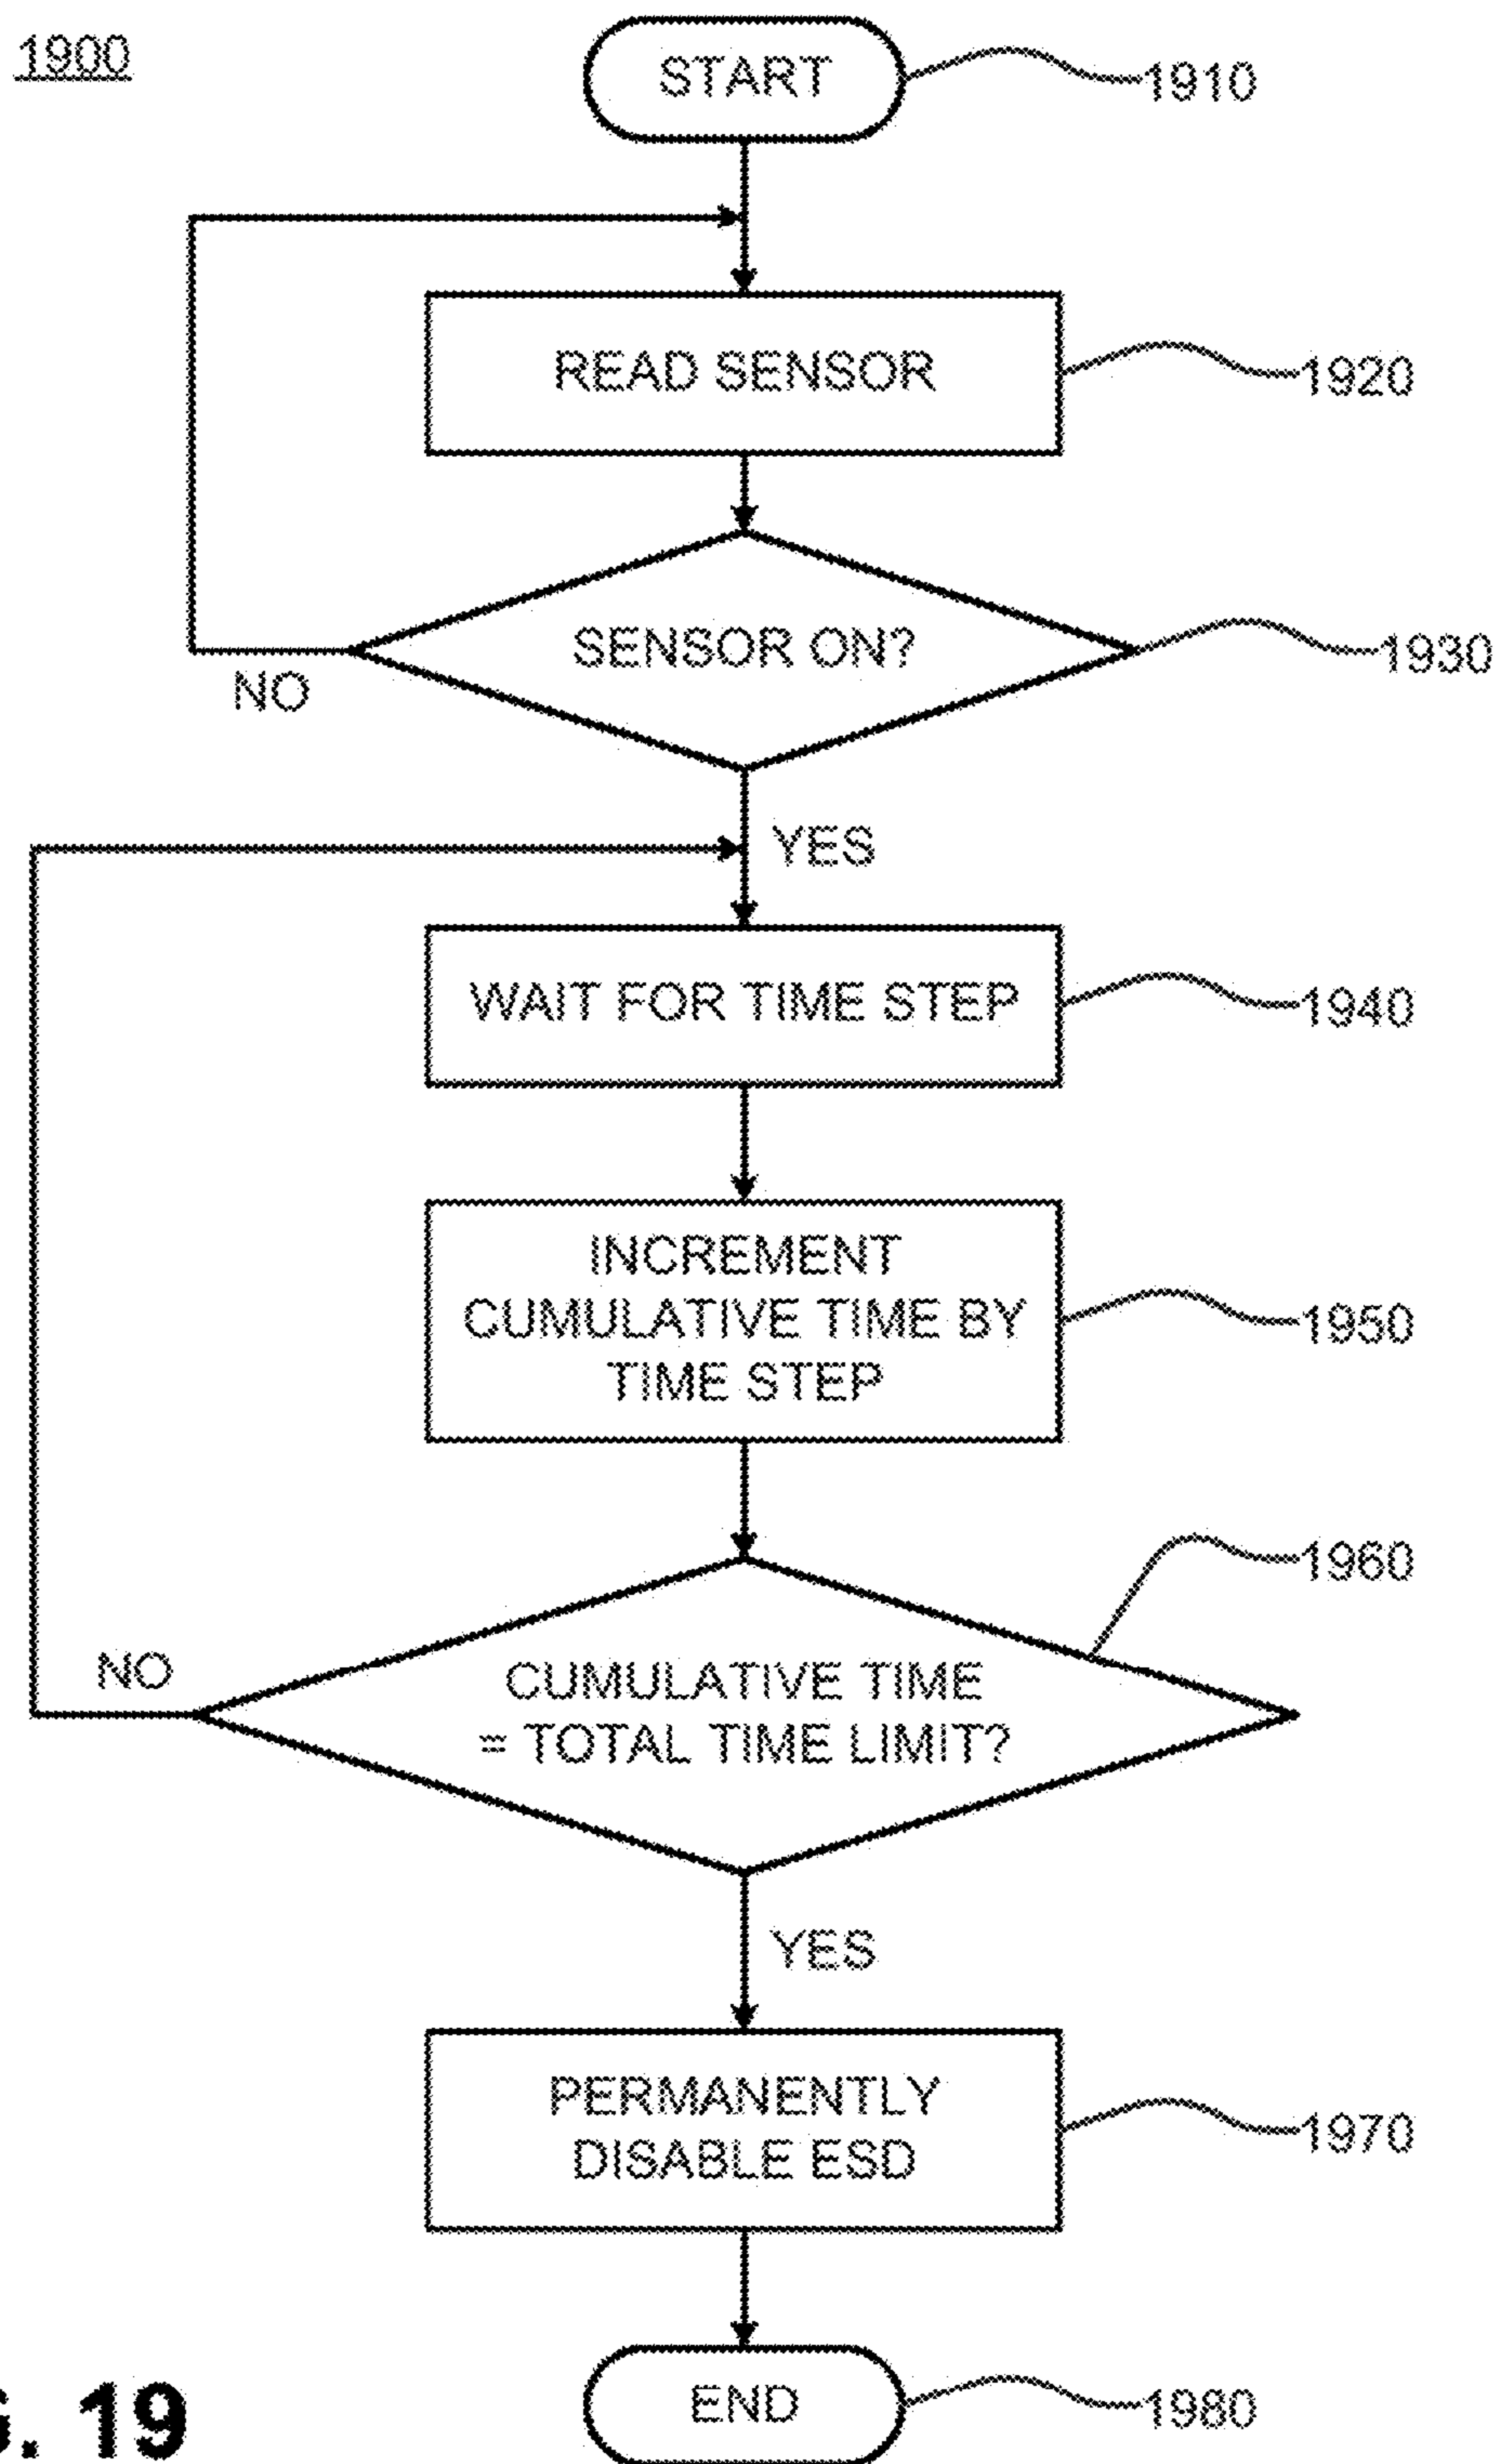 1900
START
1910
READ SENSOR
1920
SENSOR ON?
1930
NO
YES
WAIT FOR TIME STEP
1940
INCREMENT
CUMULATIVE TIME BY
TIME STEP
1950
1960
CUMULATIVE TIME
= TOTAL TIME LIMIT?
NO
YES
PERMANENTLY
DISABLE ESD
1970
END
1980
G. 19